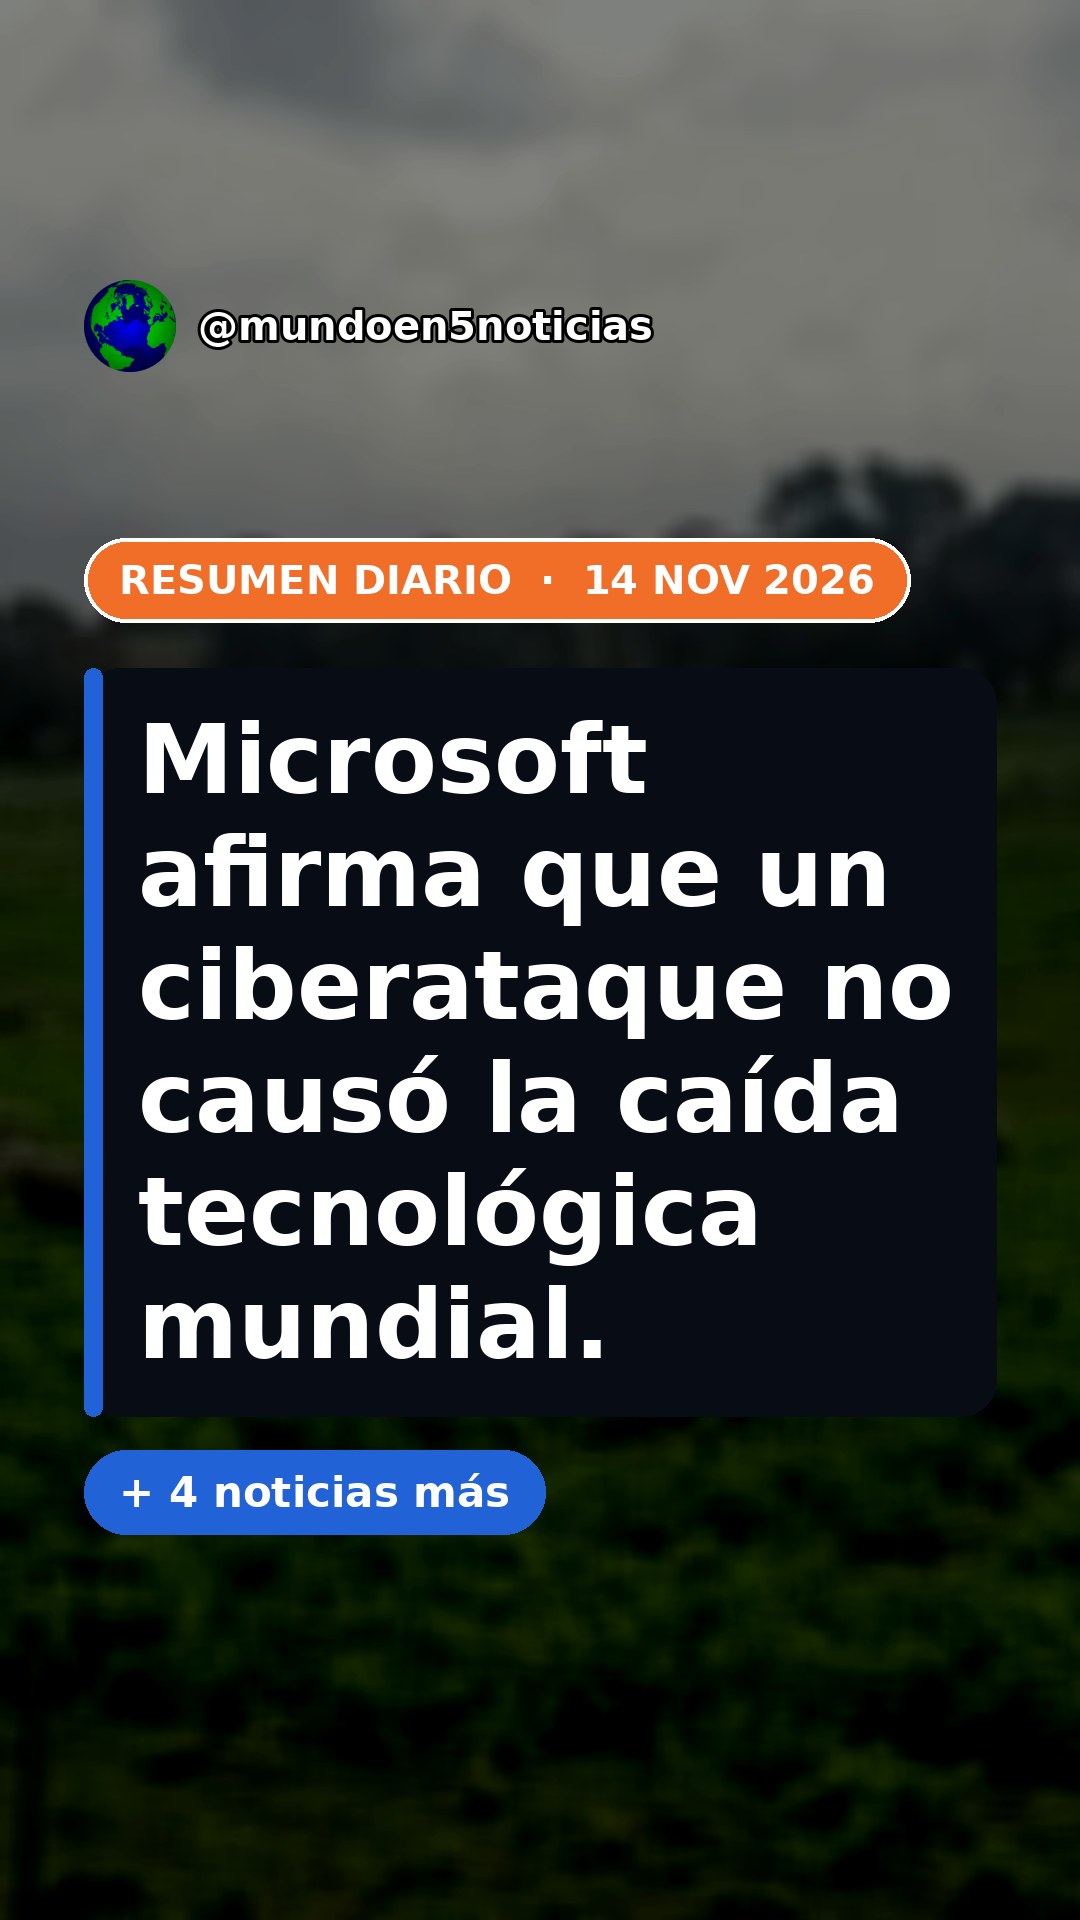 @mundoen5noticias
RESUMEN DIARIO · 14 NOV 2026
Microsoft
afirma que un
ciberataque no
causó la caída
tecnológica
mundial.
+ 4 noticias más